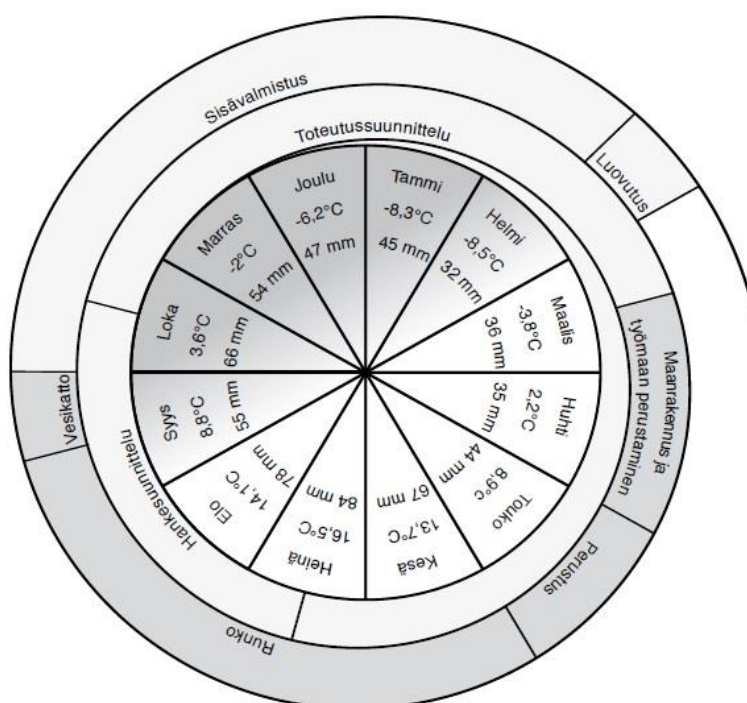 Sisävalmistus
Toteutussuunnittelu
Luovutus
Tammi
-8,3°C
45 mm
Helmi
-8,5°C
32 mm
Maalis
-3,8°C
36 mm
Huhti
2,2°C
35 mm
Touko
8,9°c
44 mm
Kesä
13,7°C
67 mm
Heinä
16,5°C
84 mm
Elo
14,1°C
78 mm
Syys
8,8°C
55 mm
Loka
3,6°C
66 mm
Marras
-2°C
54 mm
Joulu
-6,2°C
47 mm
Maanrakennus ja
työmaan perustaminen
Perustus
Runko
Vesikatto
Hankesuunnittelu